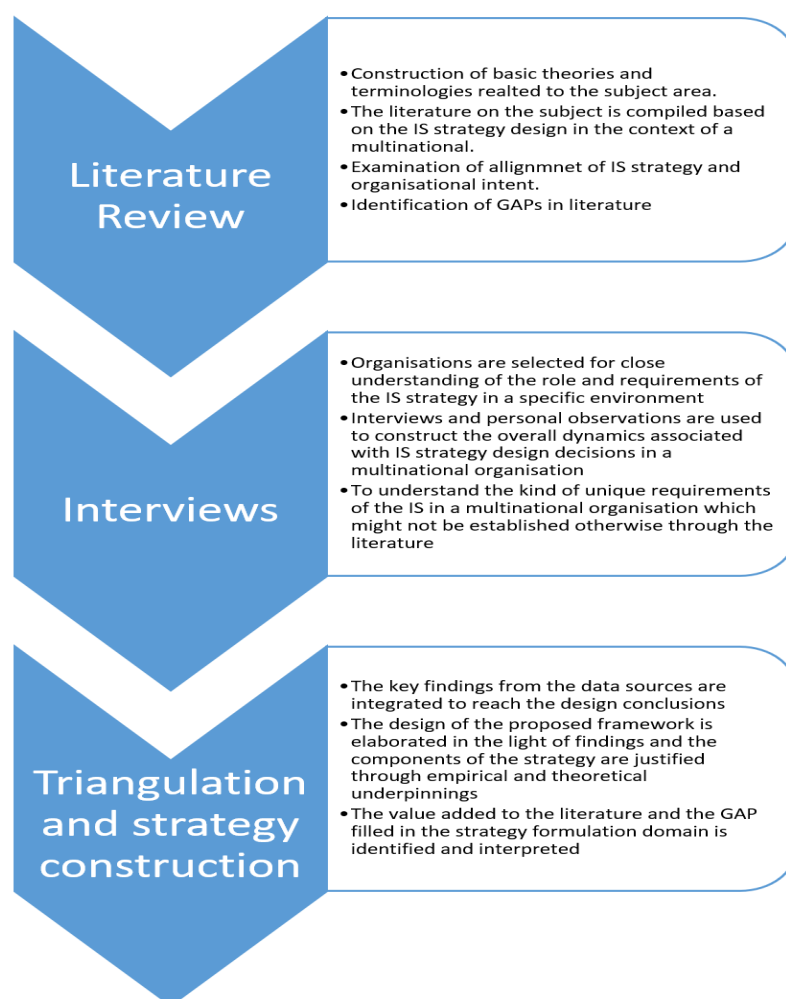 Literature
Review
•Construction of basic theories and
terminologies realted to the subject area.
•The literature on the subject is compiled based
on the IS strategy design in the context of a
multinational.
•Examination of allignmnet of IS strategy and
organisational intent.
•Identification of GAPs in literature
Interviews
•Organisations are selected for close
understanding of the role and requirements of
the IS strategy in a specific environment
•Interviews and personal observations are used
to construct the overall dynamics associated
with IS strategy design decisions in a
multinational organisation
•To understand the kind of unique requirements
of the IS in a multinational organisation which
might not be established otherwise through the
literature
Triangulation
and strategy
construction
•The key findings from the data sources are
integrated to reach the design conclusions
•The design of the proposed framework is
elaborated in the light of findings and the
components of the strategy are justified
through empirical and theoretical
underpinnings
•The value added to the literature and the GAP
filled in the strategy formulation domain is
identified and interpreted